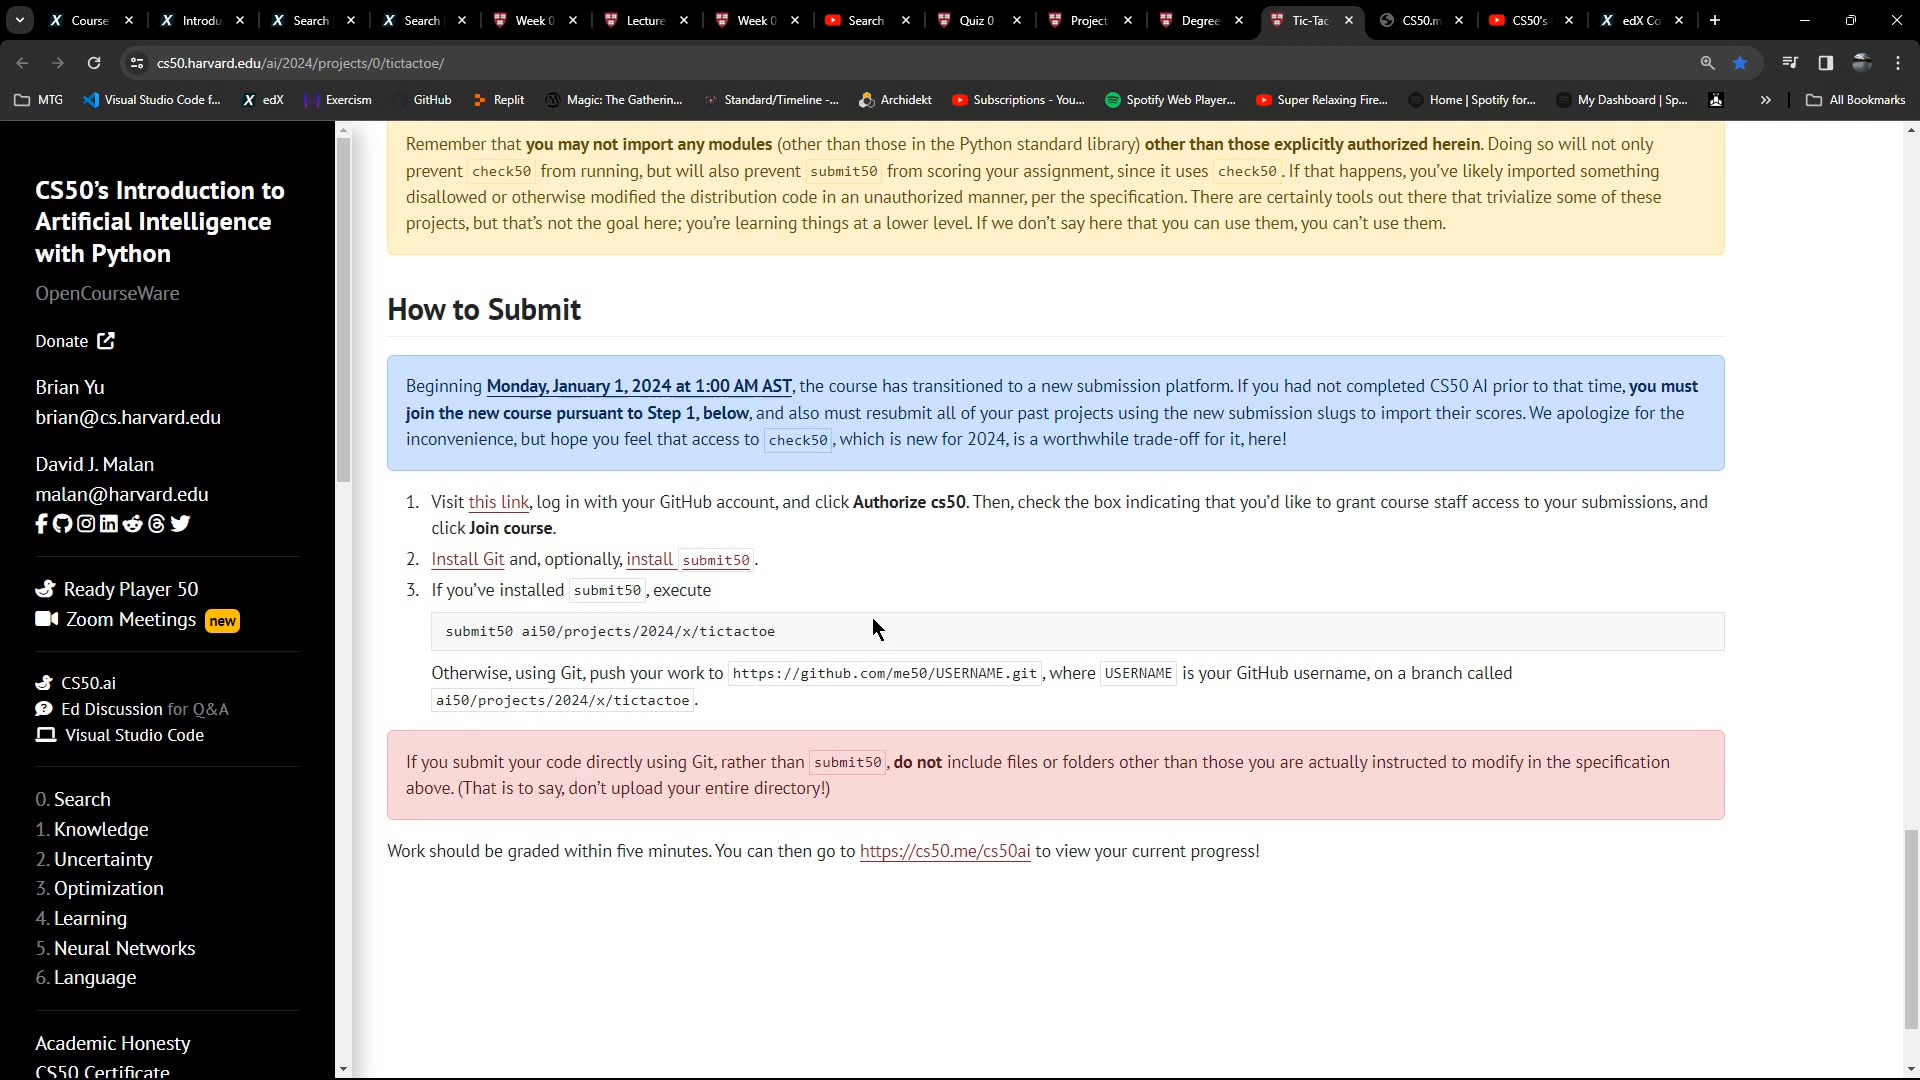 Course
Introdu
Search
Search
Week 0
Lecture
Week 0
Search
Quiz 0
Project
Degree
Tic-Tac
CS50.m
CS50's
edX Co
cs50.harvard.edu/ai/2024/projects/0/tictactoe/
MTG
Visual Studio Code f...
edX
Exercism
GitHub
Replit
Magic: The Gatherin...
Standard/Timeline -...
Archidekt
Subscriptions - You...
Spotify Web Player...
Super Relaxing Fire...
Home | Spotify for...
My Dashboard | Sp...
All Bookmarks
CS50's Introduction to
Artificial Intelligence
with Python
OpenCourseWare
Donate
Brian Yu
brian@cs.harvard.edu
David J. Malan
malan@harvard.edu
Ready Player 50
Zoom Meetings new
CS50.ai
Ed Discussion for Q&A
Visual Studio Code
0. Search
1. Knowledge
2. Uncertainty
3. Optimization
4. Learning
5. Neural Networks
6. Language
Academic Honesty
CS50 Certificate
Remember that you may not import any modules (other than those in the Python standard library) other than those explicitly authorized herein. Doing so will not only
prevent check50 from running, but will also prevent submit50 from scoring your assignment, since it uses check50. If that happens, you've likely imported something
disallowed or otherwise modified the distribution code in an unauthorized manner, per the specification. There are certainly tools out there that trivialize some of these
projects, but that's not the goal here; you're learning things at a lower level. If we don't say here that you can use them, you can't use them.
How to Submit
Beginning Monday, January 1, 2024 at 1:00 AM AST, the course has transitioned to a new submission platform. If you had not completed CS50 AI prior to that time, you must
join the new course pursuant to Step 1, below, and also must resubmit all of your past projects using the new submission slugs to import their scores. We apologize for the
inconvenience, but hope you feel that access to check50, which is new for 2024, is a worthwhile trade-off for it, here!
1. Visit this link, log in with your GitHub account, and click Authorize cs50. Then, check the box indicating that you'd like to grant course staff access to your submissions, and
click Join course.
2. Install Git and, optionally, install submit50.
3. If you've installed submit50, execute
submit50 ai50/projects/2024/x/tictactoe
Otherwise, using Git, push your work to https://github.com/me50/USERNAME.git, where USERNAME is your GitHub username, on a branch called
ai50/projects/2024/x/tictactoe.
If you submit your code directly using Git, rather than submit50, do not include files or folders other than those you are actually instructed to modify in the specification
above. (That is to say, don't upload your entire directory!)
Work should be graded within five minutes. You can then go to https://cs50.me/cs50ai to view your current progress!